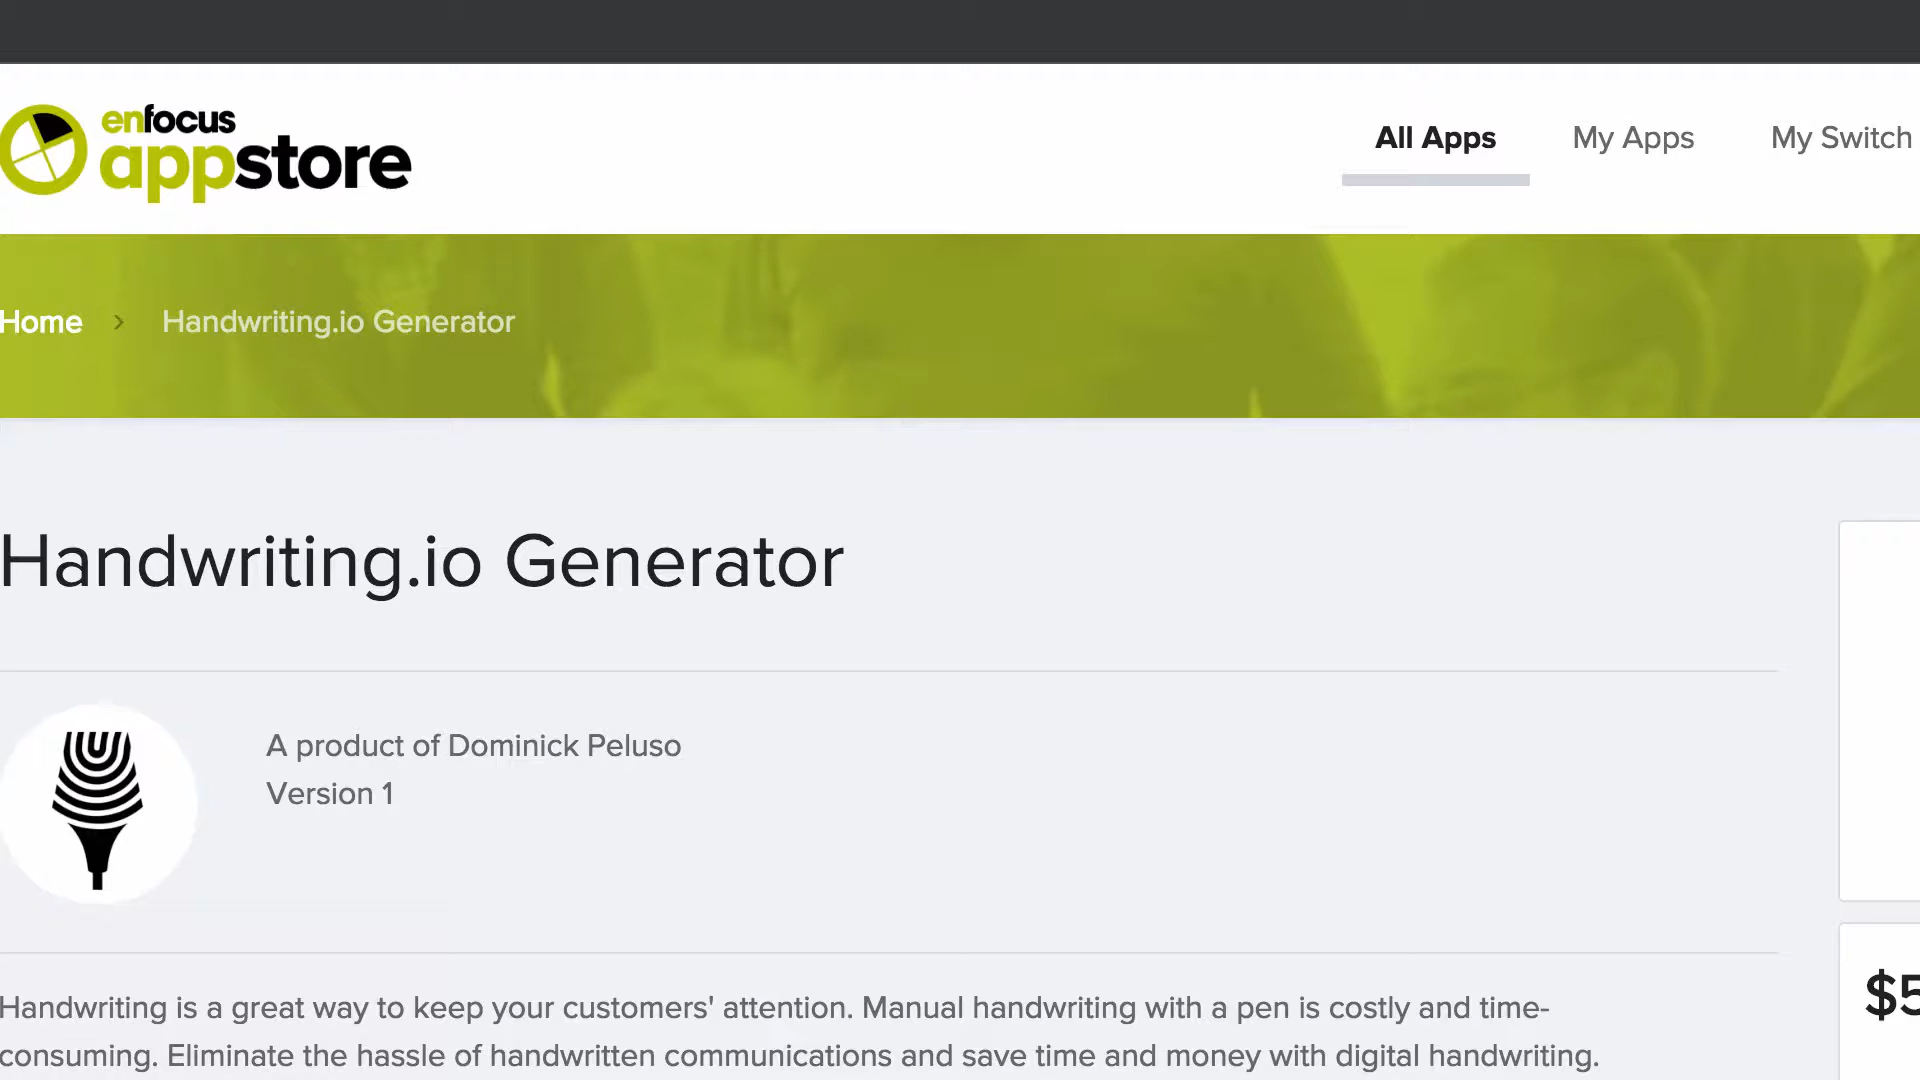 enfocus
appstore
All Apps
My Apps
My Switch
Home > Handwriting.io Generator
Handwriting.io Generator
A product of Dominick Peluso
Version 1
Handwriting is a great way to keep your customers' attention. Manual handwriting with a pen is costly and time-
consuming. Eliminate the hassle of handwritten communications and save time and money with digital handwriting.
$5